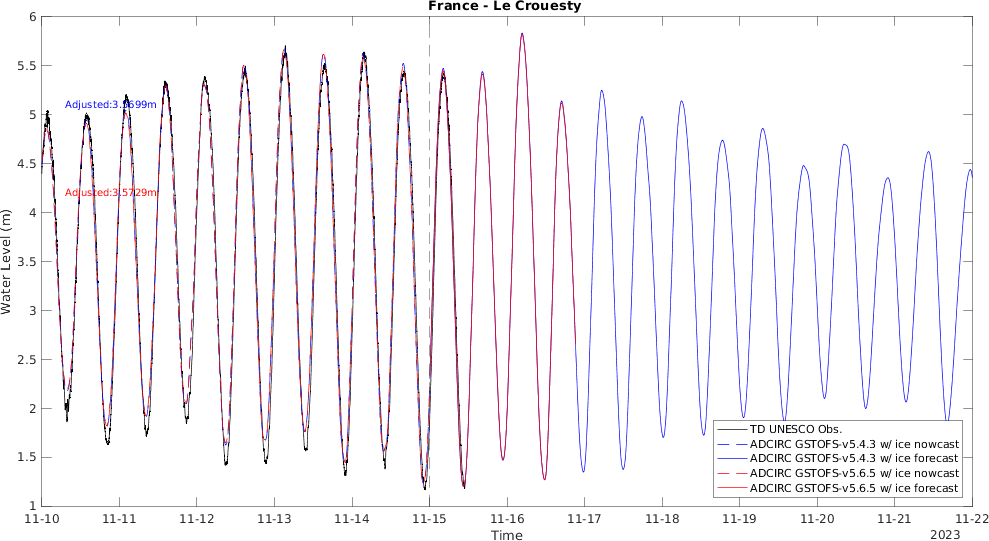 France - Le Crouesty
6
5.5
5
4.5
4
3.5
3
2.5
2
1.5
1
Water Level (m)
Adjusted:3.5729m
TD UNESCO Obs.
ADCIRC GSTOFS-v5.4.3 w/ ice nowcast
ADCIRC GSTOFS-v5.4.3 w/ ice forecast
ADCIRC GSTOFS-v5.6.5 w/ ice nowcast
ADCIRC GSTOFS-v5.6.5 w/ ice forecast
11-10 11-11 11-12 11-13 11-14 11-15 11-16 11-17 11-18 11-19 11-20 11-21 11-22
Time
2023